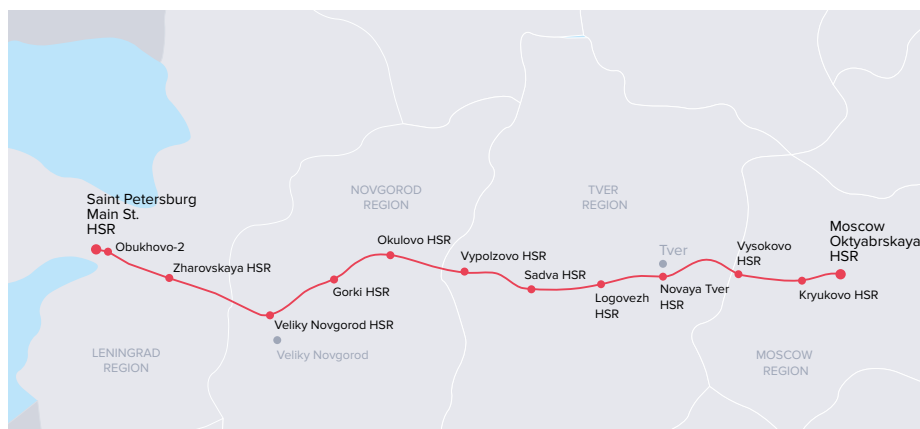 Saint Petersburg
Main St.
HSR
Obukhovo-2
Zharovskaya HSR
Veliky Novgorod HSR
Veliky Novgorod
LENINGRAD
REGION
NOVGOROD
REGION
Okulovo HSR
Gorki HSR
Vypolzovo HSR
Sadva HSR
TVER
REGION
Logovezh
HSR
Tver
Novaya Tver
HSR
Vysokovo
HSR
Moscow
Oktyabrskaya
HSR
Kryukovo HSR
MOSCOW
REGION